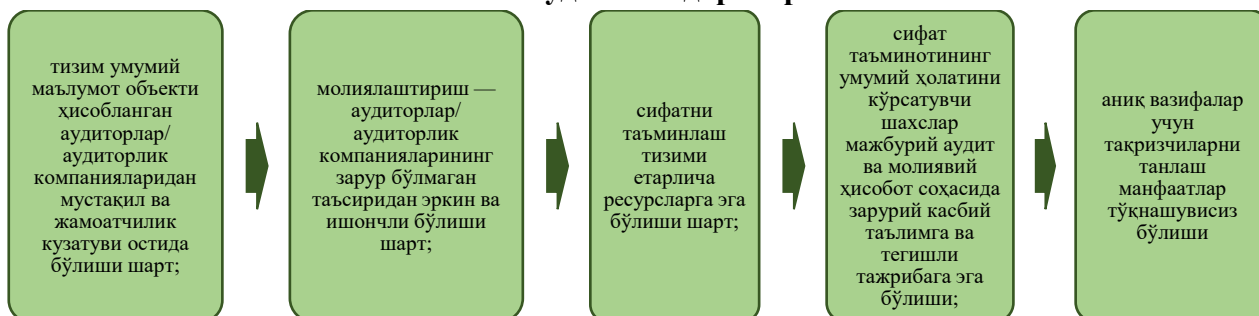 тизим умумий
маълумот объекти
ҳисобланган
аудиторлар/
аудиторлик
компанияларидан
мустақил ва
жамоатчилик
кузатуви остида
бўлиши шарт;
молиялаштириш —
аудиторлар/
аудиторлик
компанияларининг
зарур бўлмаган
таъсиридан эркин ва
ишончли бўлиши
шарт;
сифатни
таъминлаш
тизими
етарлича
ресурсларга эга
бўлиши шарт;
сифат
таъминотининг
умумий ҳолатини
кўрсатувчи
шахслар
мажбурий аудит
ва молиявий
ҳисобот соҳасида
зарурий касбий
таълимга ва
тегишли
тажрибага эга
бўлиши;
аниқ вазифалар
учун
тақризчиларни
танлаш
манфаатлар
тўқнашувисиз
бўлиши